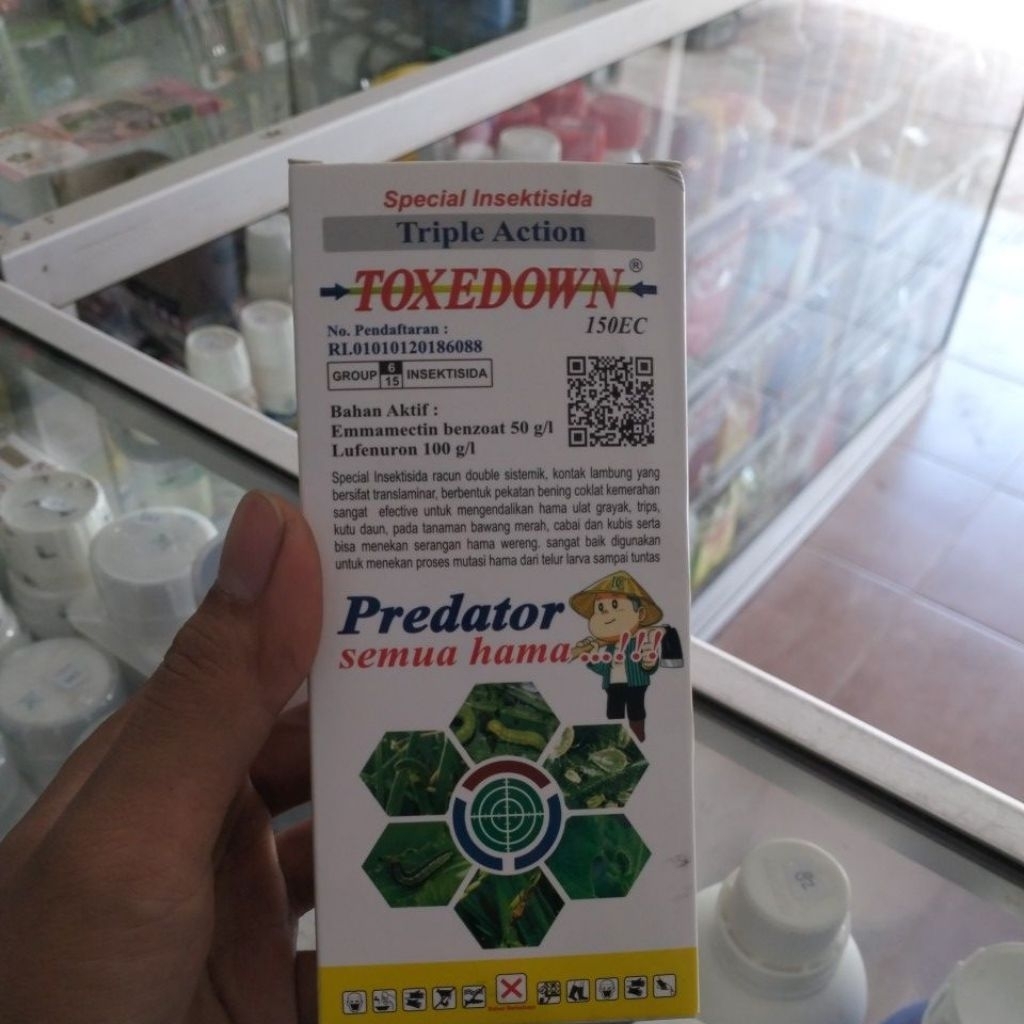 Special Insektisida
Triple Action
TOXEDOWN®
150EC
No. Pendaftaran :
RI.01010120186088
GROUP 6 15 INSEKTISIDA
Bahan Aktif :
Emmamectin benzoat 50 g/l
Lufenuron 100 g/l
Special Insektisida racun double sistemik, kontak lambung yang
bersifat translaminar, berbentuk pekatan bening coklat kemerahan
sangat efective untuk mengendalikan hama ulat grayak, trips,
kutu daun, pada tanaman bawang merah, cabai dan kubis serta
bisa menekan serangan hama wereng. sangat baik digunakan
untuk menekan proses mutasi hama dari telur larva sampai tuntas
Predator
semua hama...!!!
82